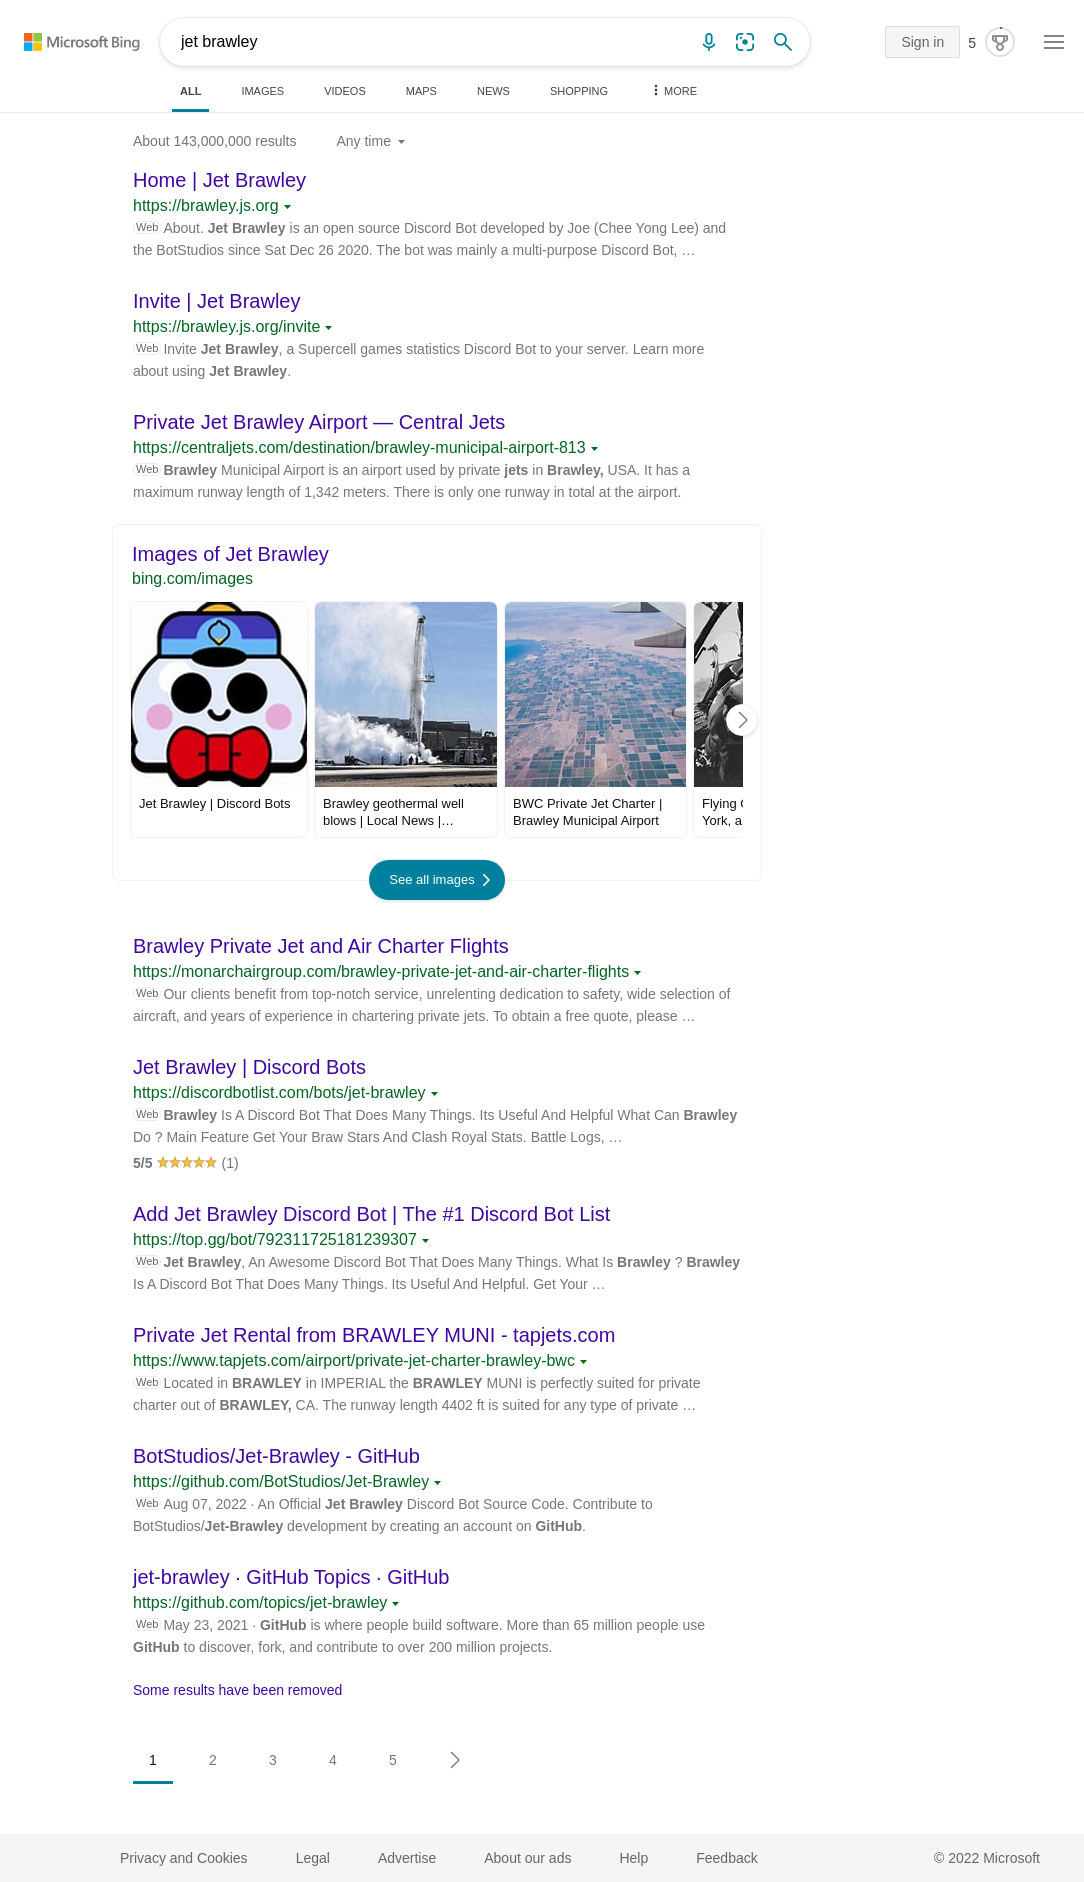 Microsoft Bing
jet brawley
Sign in
5
ALL IMAGES VIDEOS MAPS NEWS SHOPPING MORE
About 143,000,000 results Any time
Home | Jet Brawley
https://brawley.js.org
Web About. Jet Brawley is an open source Discord Bot developed by Joe (Chee Yong Lee) and
the BotStudios since Sat Dec 26 2020. The bot was mainly a multi-purpose Discord Bot, …
Invite | Jet Brawley
https://brawley.js.org/invite
Web Invite Jet Brawley, a Supercell games statistics Discord Bot to your server. Learn more
about using Jet Brawley.
Private Jet Brawley Airport — Central Jets
https://centraljets.com/destination/brawley-municipal-airport-813
Web Brawley Municipal Airport is an airport used by private jets in Brawley, USA. It has a
maximum runway length of 1,342 meters. There is only one runway in total at the airport.
Images of Jet Brawley
bing.com/images
Jet Brawley | Discord Bots
Brawley geothermal well
blows | Local News |…
BWC Private Jet Charter |
Brawley Municipal Airport
Flying
York, a
See all images
Brawley Private Jet and Air Charter Flights
https://monarchairgroup.com/brawley-private-jet-and-air-charter-flights
Web Our clients benefit from top-notch service, unrelenting dedication to safety, wide selection of
aircraft, and years of experience in chartering private jets. To obtain a free quote, please …
Jet Brawley | Discord Bots
https://discordbotlist.com/bots/jet-brawley
Web Brawley Is A Discord Bot That Does Many Things. Its Useful And Helpful What Can Brawley
Do ? Main Feature Get Your Braw Stars And Clash Royal Stats. Battle Logs, …
5/5 (1)
Add Jet Brawley Discord Bot | The #1 Discord Bot List
https://top.gg/bot/792311725181239307
Web Jet Brawley, An Awesome Discord Bot That Does Many Things. What Is Brawley ? Brawley
Is A Discord Bot That Does Many Things. Its Useful And Helpful. Get Your …
Private Jet Rental from BRAWLEY MUNI - tapjets.com
https://www.tapjets.com/airport/private-jet-charter-brawley-bwc
Web Located in BRAWLEY in IMPERIAL the BRAWLEY MUNI is perfectly suited for private
charter out of BRAWLEY, CA. The runway length 4402 ft is suited for any type of private …
BotStudios/Jet-Brawley - GitHub
https://github.com/BotStudios/Jet-Brawley
Web Aug 07, 2022 · An Official Jet Brawley Discord Bot Source Code. Contribute to
BotStudios/Jet-Brawley development by creating an account on GitHub.
jet-brawley · GitHub Topics · GitHub
https://github.com/topics/jet-brawley
Web May 23, 2021 · GitHub is where people build software. More than 65 million people use
GitHub to discover, fork, and contribute to over 200 million projects.
Some results have been removed
1 2 3 4 5
Privacy and Cookies Legal Advertise About our ads Help Feedback © 2022 Microsoft